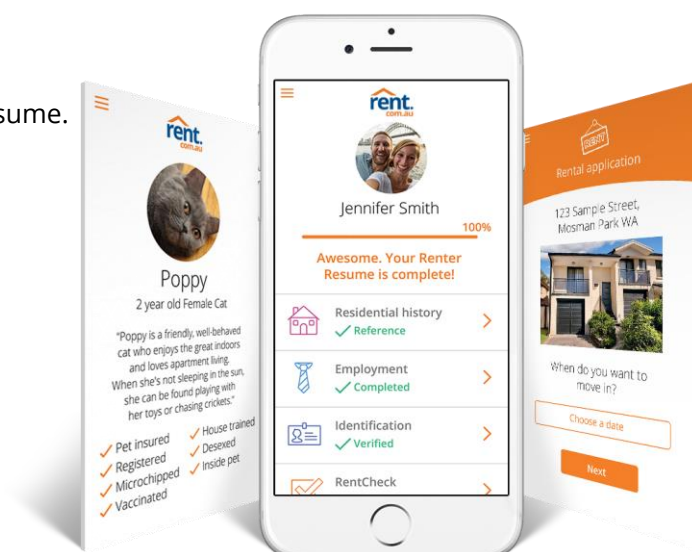 sume.
rent.
com.au
Poppy
2 year old Female Cat
"Poppy is a friendly, well-behaved
cat who enjoys the great indoors
and loves apartment living.
When she's not sleeping in the sun,
she can be found playing with
her toys or chasing crickets."
Pet insured
Registered
Microchipped
Vaccinated
House trained
Desexed
Inside pet
rent.
com.au
Jennifer Smith
100%
Awesome. Your Renter
Resume is complete!
Residential history
Reference
Employment
Completed
Identification
Verified
RentCheck
Rental application
123 Sample Street,
Mosman Park WA
When do you want to
move in?
Choose a date
Next